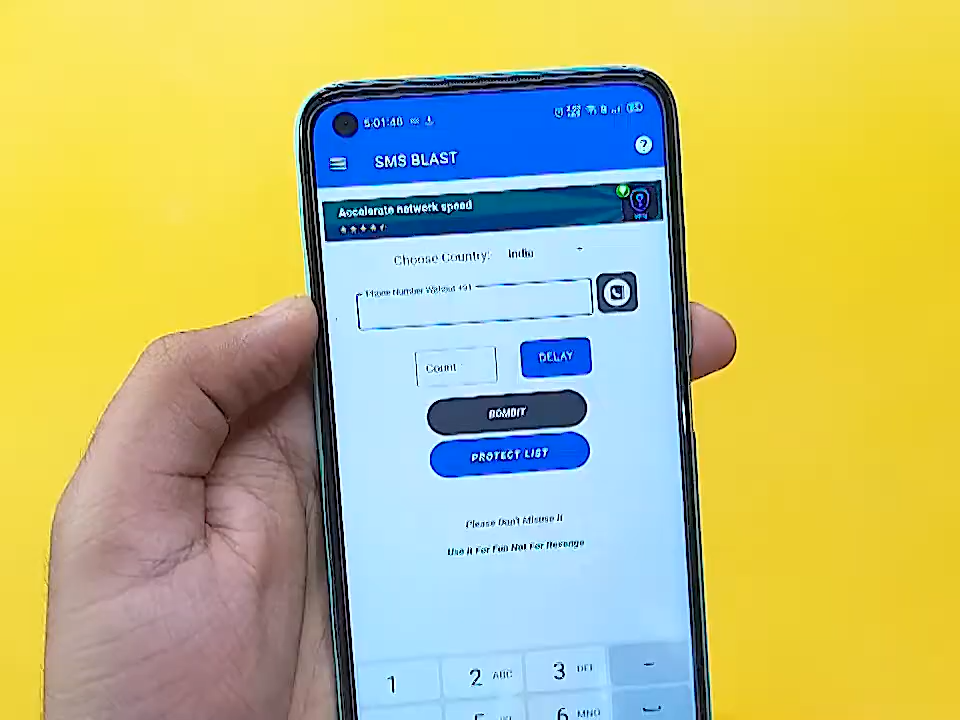 5:01:46
SMS BLAST
?
Accelerate network speed
VPN
Choose Country: India
Phone Number Without +91
Count
DELAY
BOMBIT
PROTECT LIST
Please Don't Misuse It
Use It For Fun Not For Revenge
1 2 ABC 3 DEF -
6 MNO